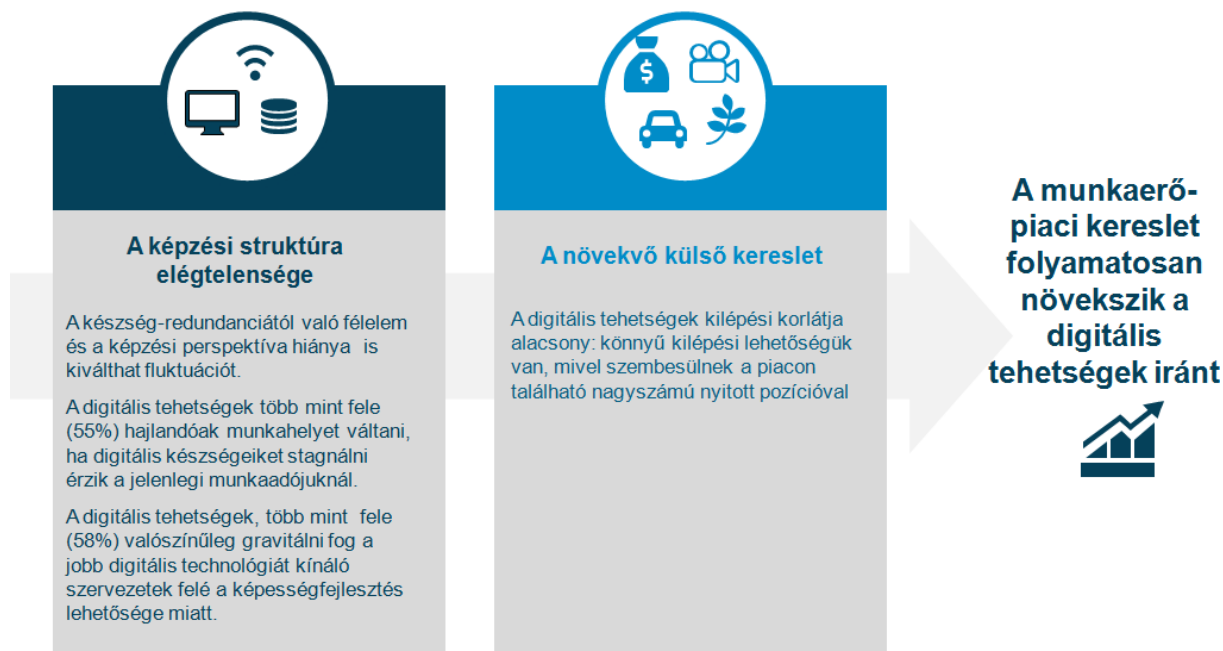 $
A képzési struktúra
elégtelensége
A készség-redundanciától való félelem
és a képzési perspektíva hiánya is
kiválthat fluktuációt.
A digitális tehetségek több mint fele
(55%) hajlandóak munkahelyet váltani,
ha digitális készségeiket stagnálni
érzik a jelenlegi munkaadójuknál.
A digitális tehetségek, több mint fele
(58%) valószínűleg gravitálni fog a
jobb digitális technológiát kínáló
szervezetek felé a képességfejlesztés
lehetősége miatt.
A növekvő külső kereslet
A digitális tehetségek kilépési korlátja
alacsony: könnyű kilépési lehetőségük
van, mivel szembesülnek a piacon
található nagyszámú nyitott pozícióval
A munkaerő-
piaci kereslet
folyamatosan
növekszik a
digitális
tehetségek iránt